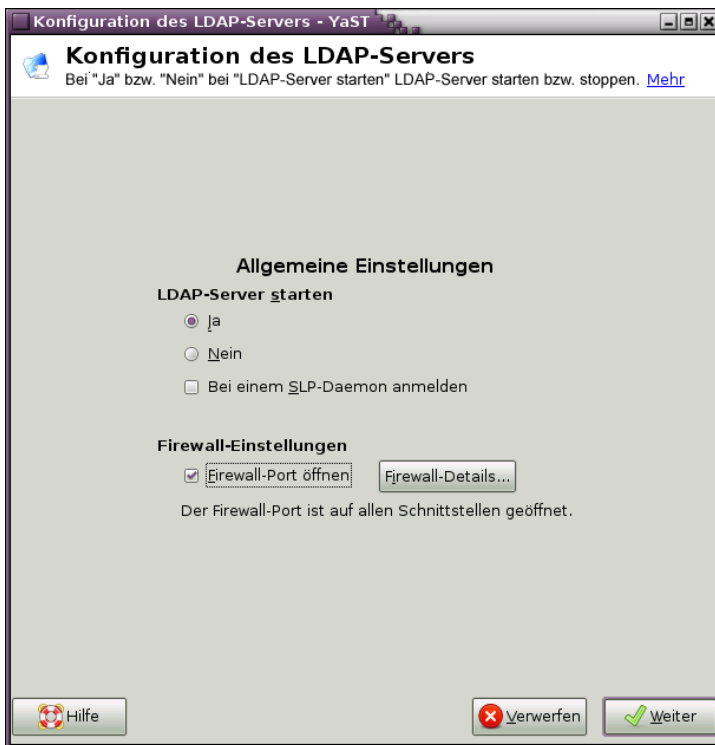 Konfiguration des LDAP-Servers - YaST
Konfiguration des LDAP-Servers
Bei "Ja" bzw. "Nein" bei "LDAP-Server starten" LDAP-Server starten bzw. stoppen. Mehr
Allgemeine Einstellungen
LDAP-Server starten
Ja
Nein
Bei einem SLP-Daemon anmelden
Firewall-Einstellungen
Firewall-Port öffnen Firewall-Details...
Der Firewall-Port ist auf allen Schnittstellen geöffnet.
Hilfe Verwerfen Weiter